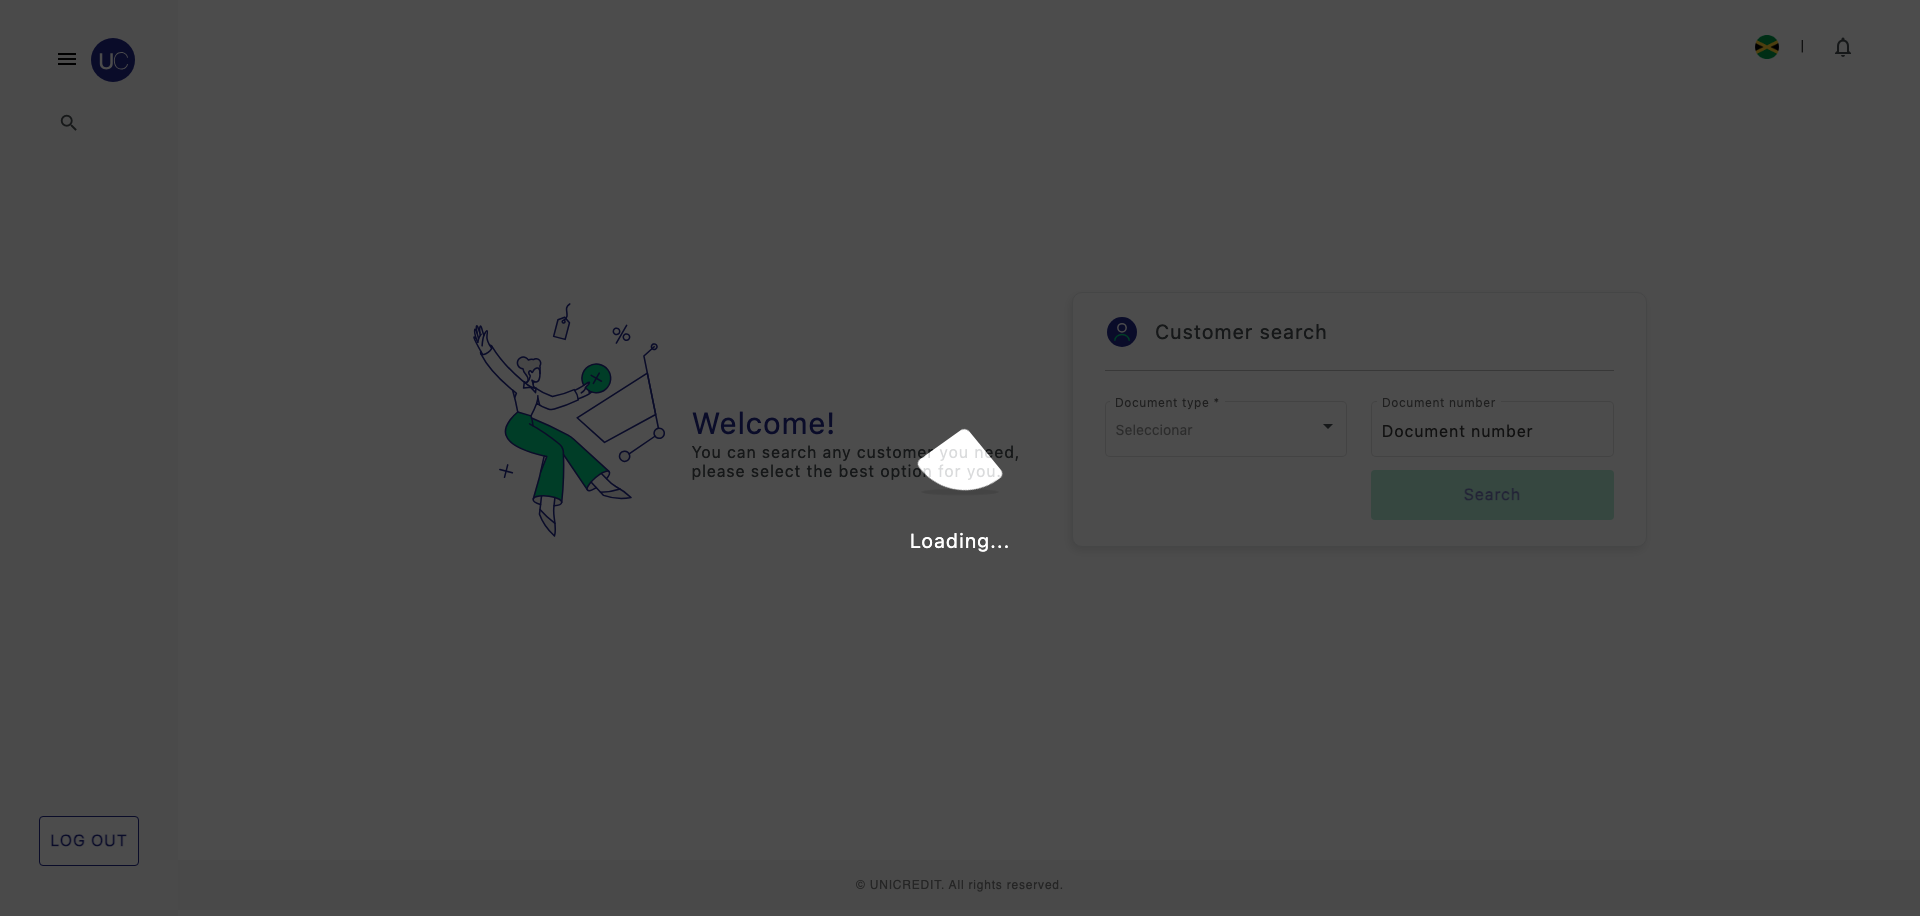 UC
Customer search
Document type *
Seleccionar
Document number
Document number
Search
Welcome!
You can search any customer you need,
please select the best option for you.
Loading...
LOG OUT
© UNICREDIT. All rights reserved.